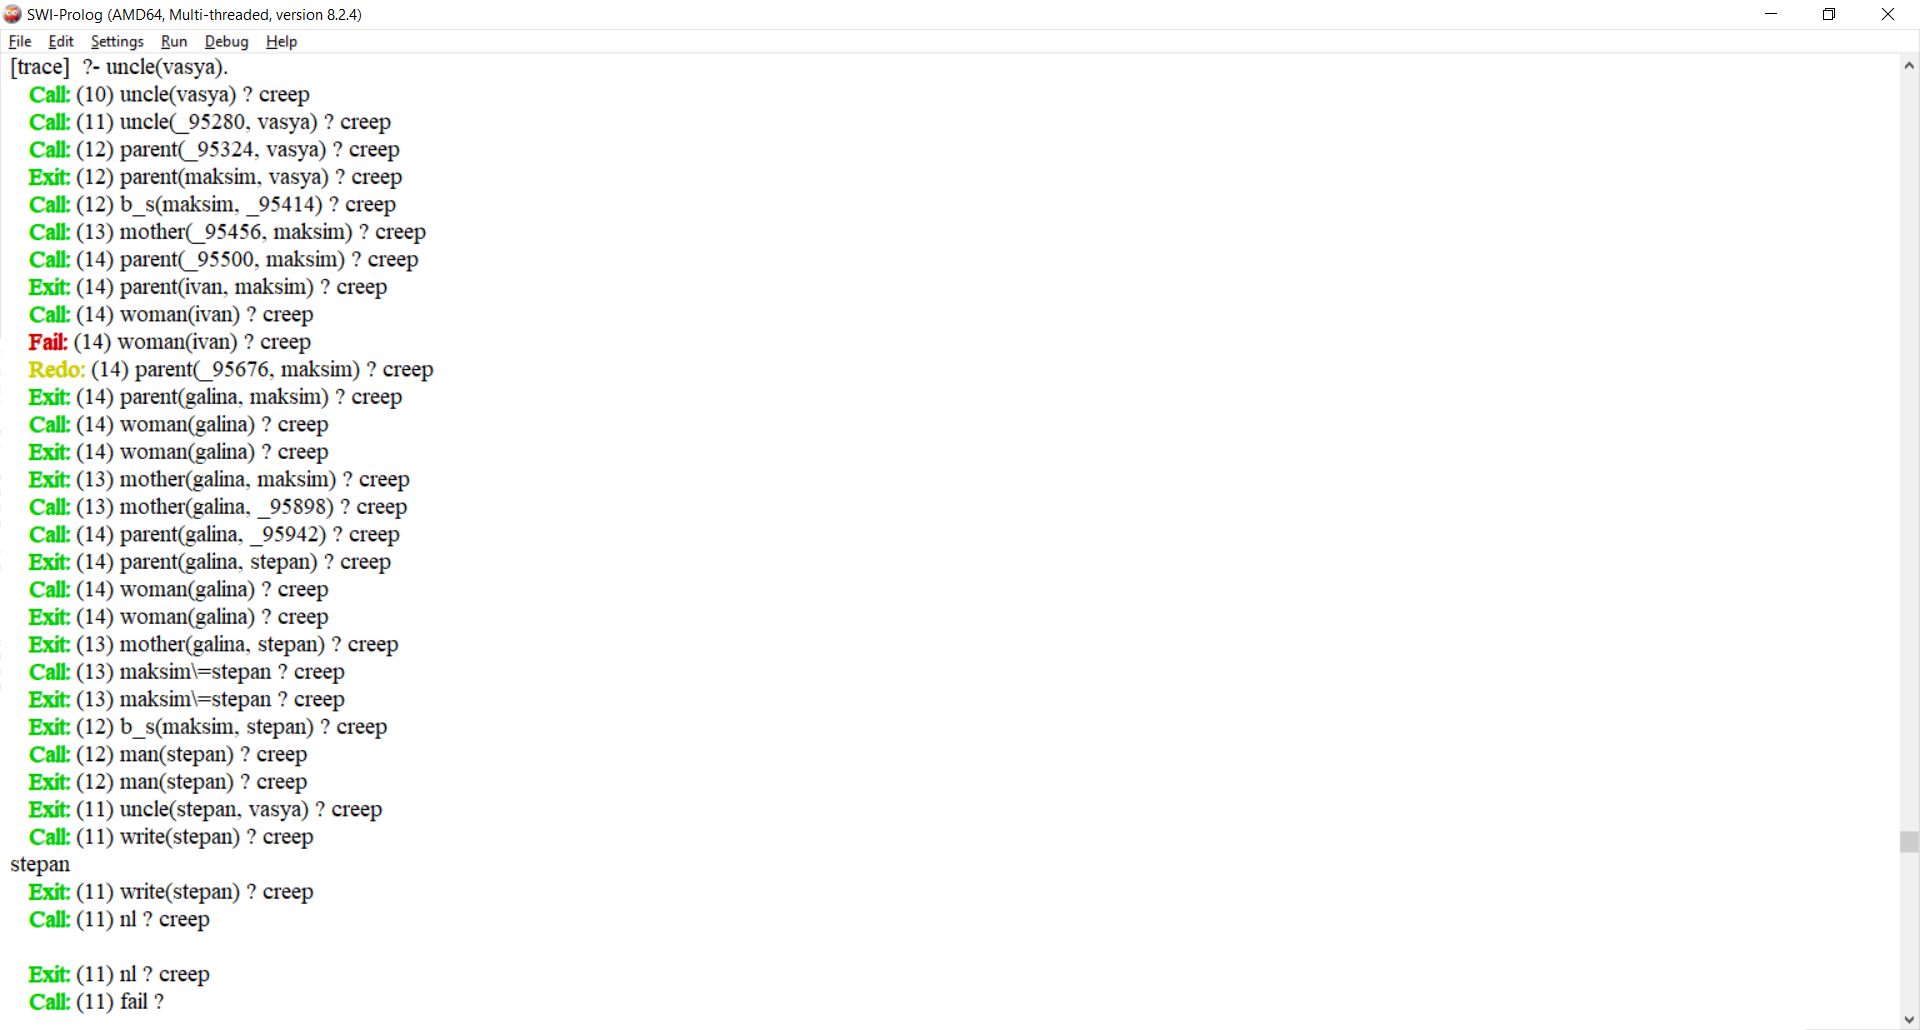 SWI-Prolog (AMD64, Multi-threaded, version 8.2.4)
File Edit Settings Run Debug Help
[trace]  ?- uncle(vasya).
Call: (10) uncle(vasya) ? creep
Call: (11) uncle(_95280, vasya) ? creep
Call: (12) parent(_95324, vasya) ? creep
Exit: (12) parent(maksim, vasya) ? creep
Call: (12) b_s(maksim, _95414) ? creep
Call: (13) mother(_95456, maksim) ? creep
Call: (14) parent(_95500, maksim) ? creep
Exit: (14) parent(ivan, maksim) ? creep
Call: (14) woman(ivan) ? creep
Fail: (14) woman(ivan) ? creep
Redo: (14) parent(_95676, maksim) ? creep
Exit: (14) parent(galina, maksim) ? creep
Call: (14) woman(galina) ? creep
Exit: (14) woman(galina) ? creep
Exit: (13) mother(galina, maksim) ? creep
Call: (13) mother(galina, _95898) ? creep
Call: (14) parent(galina, _95942) ? creep
Exit: (14) parent(galina, stepan) ? creep
Call: (14) woman(galina) ? creep
Exit: (14) woman(galina) ? creep
Exit: (13) mother(galina, stepan) ? creep
Call: (13) maksim\=stepan ? creep
Exit: (13) maksim\=stepan ? creep
Exit: (12) b_s(maksim, stepan) ? creep
Call: (12) man(stepan) ? creep
Exit: (12) man(stepan) ? creep
Exit: (11) uncle(stepan, vasya) ? creep
Call: (11) write(stepan) ? creep
stepan
Exit: (11) write(stepan) ? creep
Call: (11) nl ? creep
Exit: (11) nl ? creep
Call: (11) fail ?